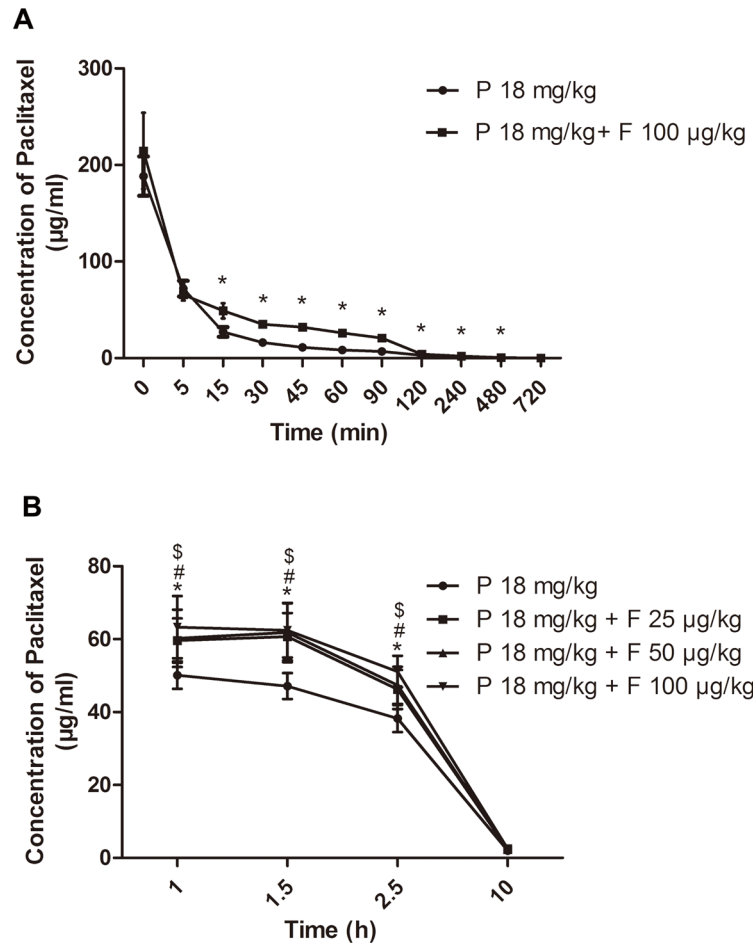 A
300
200
100
0
Concentration of Paclitaxel
(µg/ml)
P 18 mg/kg
P 18 mg/kg+ F 100 µg/kg
* * * * * * * *
0 5 15 30 45 60 90 120 240 480 720
Time (min)
B
80
60
40
20
0
Concentration of Paclitaxel
(µg/ml)
$ $ $
# # #
* * *
P 18 mg/kg
P 18 mg/kg + F 25 µg/kg
P 18 mg/kg + F 50 µg/kg
P 18 mg/kg + F 100 µg/kg
1 1.5 2.5 10
Time (h)